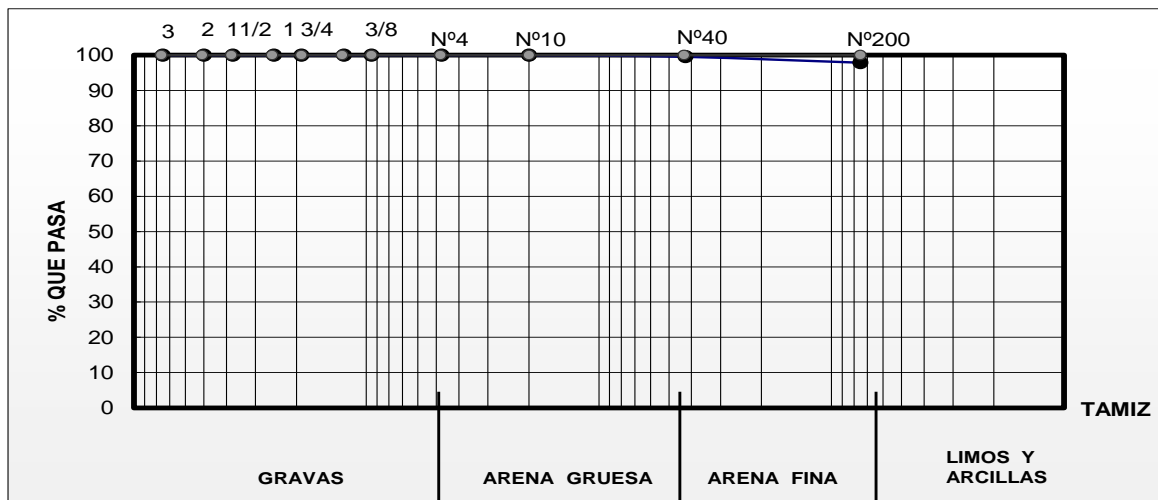 3 2 11/2 1 3/4 3/8 Nº4 Nº10 Nº40 Nº200
100
90
80
70
60
50
40
30
20
10
0
% QUE PASA
TAMIZ
GRAVAS ARENA GRUESA ARENA FINA LIMOS Y
ARCILLAS